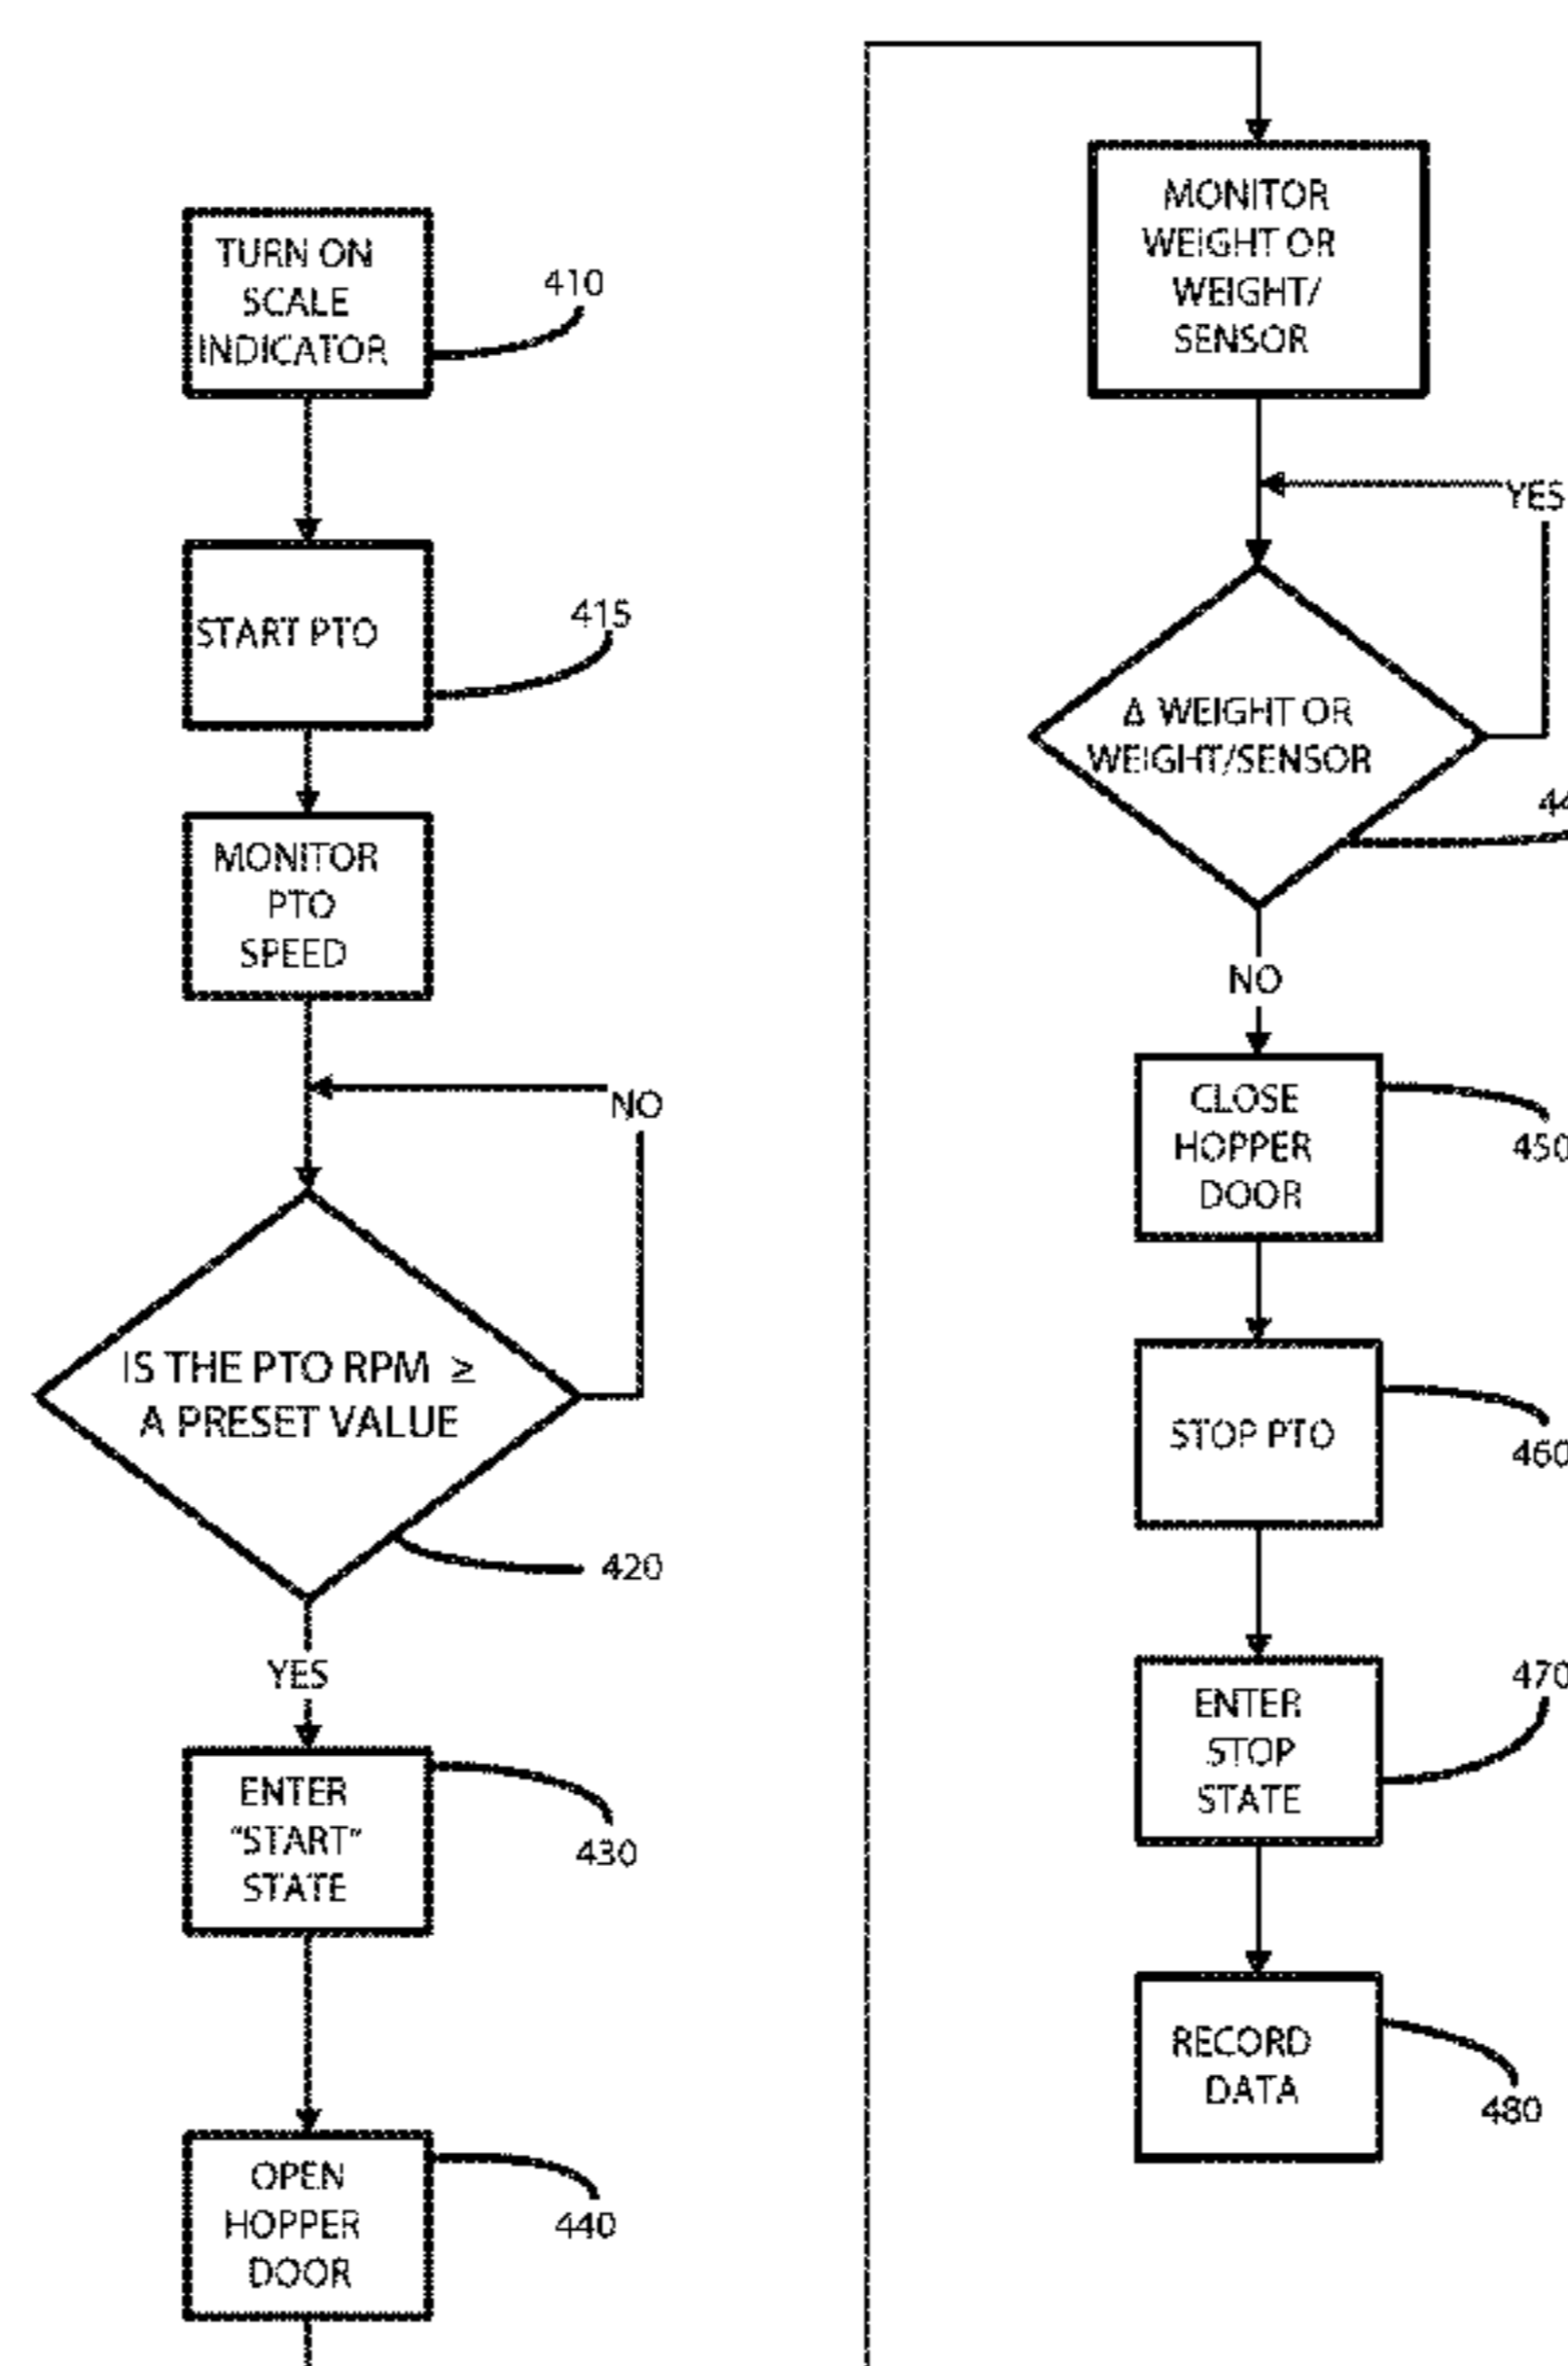 TURN ON
SCALE
INDICATOR
410
START PTO
415
MONITOR
PTO
SPEED
NO
IS THE PTO RPM ≥
A PRESET VALUE
420
YES
ENTER
"START"
STATE
430
OPEN
HOPPER
DOOR
440
MONITOR
WEIGHT OR
WEIGHT/
SENSOR
YES
Δ WEIGHT OR
WEIGHT/SENSOR
NO
CLOSE
HOPPER
DOOR
450
STOP PTO
460
ENTER
STOP
STATE
470
RECORD
DATA
480